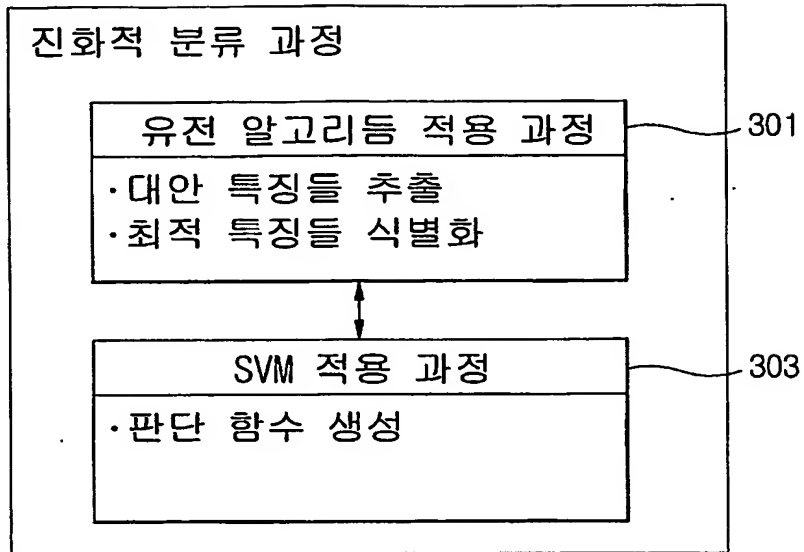 진화적 분류 과정
유전 알고리듬 적용 과정
301
·대안 특징들 추출
·최적 특징들 식별화
SVM 적용 과정
303
·판단 함수 생성